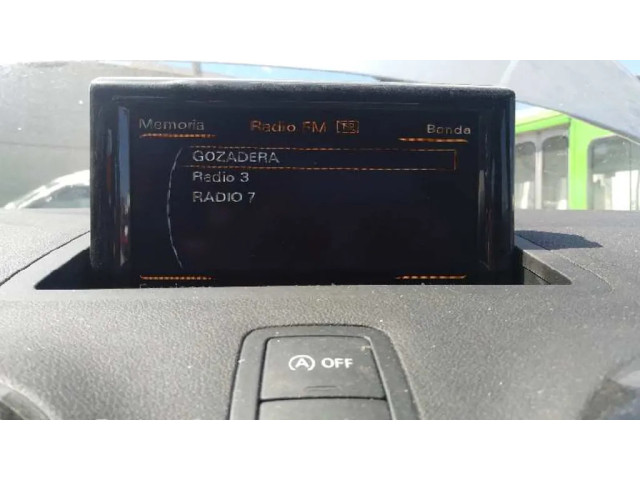 Memoria Radio FM TP Banda
GOZADERA
Radio 3
RADIO 7
A OFF